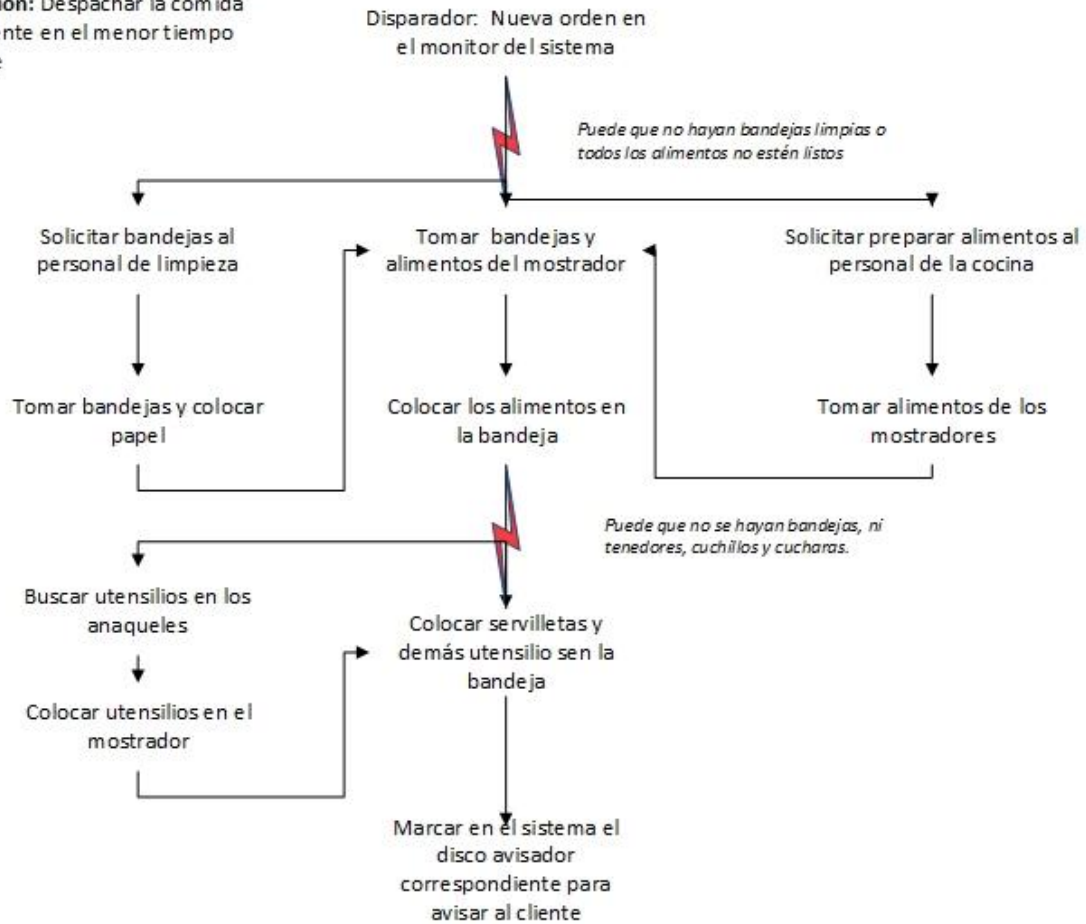 Despachar la comida
en el menor tiempo
Disparador: Nueva orden en
el monitor del sistema
Puede que no hayan bandejas limpias o
todos los alimentos no estén listos
Solicitar bandejas al
personal de limpieza
Tomar bandejas y
alimentos del mostrador
Solicitar preparar alimentos al
personal de la cocina
Tomar bandejas y colocar
papel
Colocar los alimentos en
la bandeja
Tomar alimentos de los
mostradores
Puede que no se hayan bandejas, ni
tenedores, cuchillos y cucharas.
Buscar utensilios en los
anaqueles
Colocar servilletas y
demás utensilio sen la
bandeja
Colocar utensilios en el
mostrador
Marcar en el sistema el
disco avisador
correspondiente para
avisar al cliente